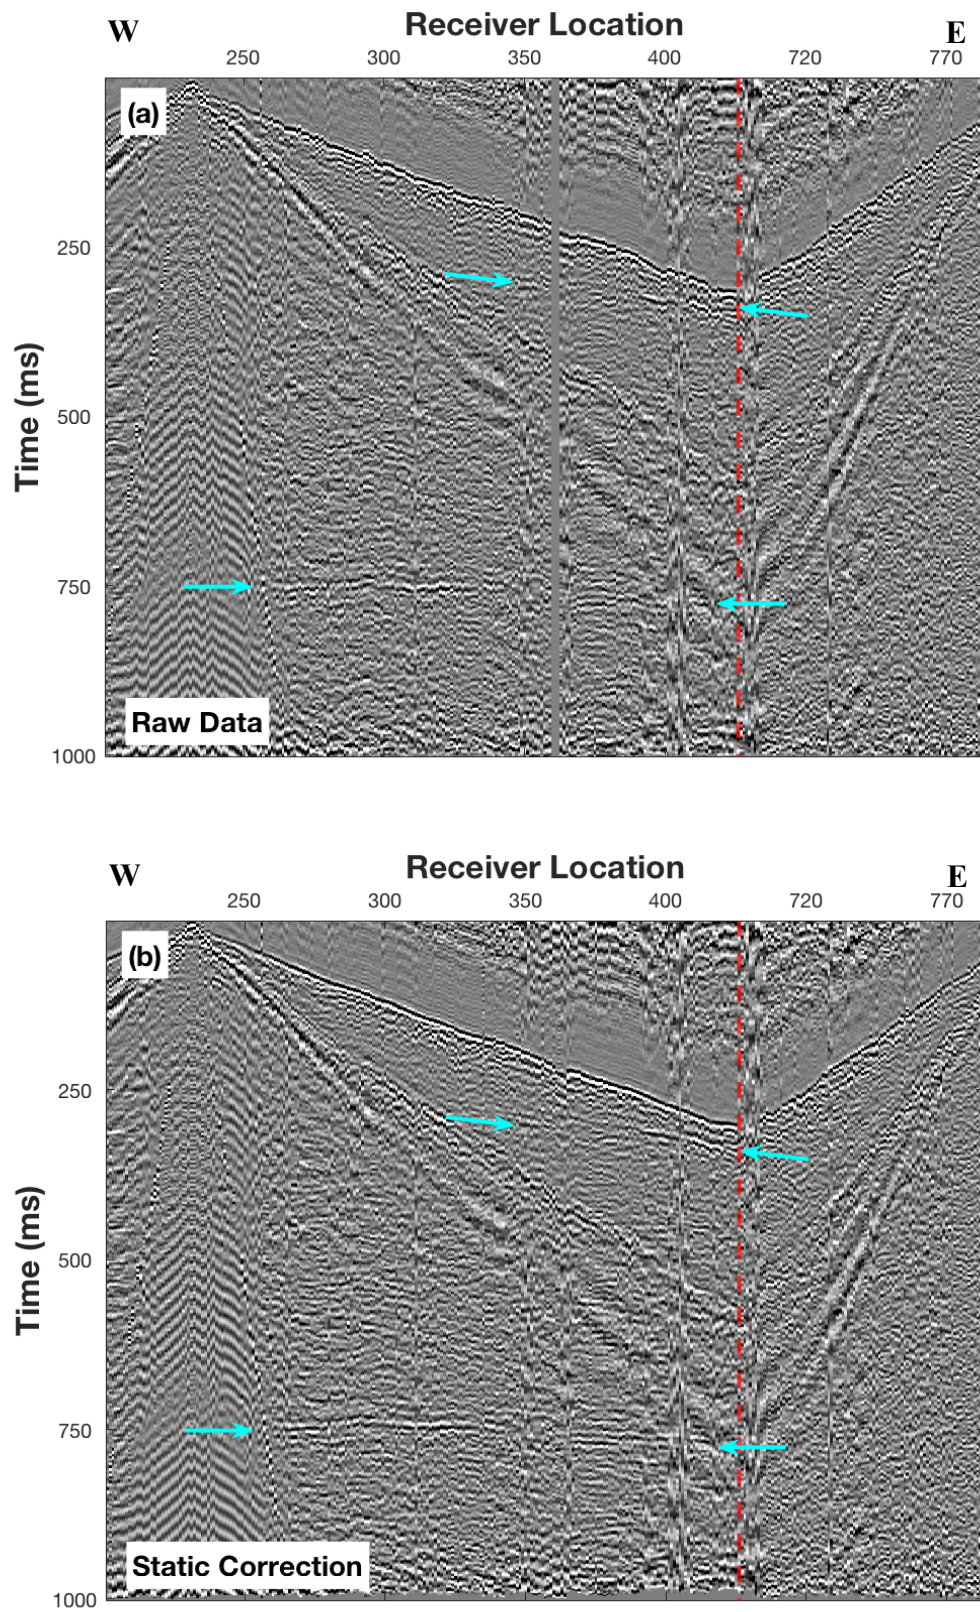 Receiver Location
W E
250 300 350 400 720 770
(a)
250
500
750
1000
Time (ms)
Raw Data
Receiver Location
W E
250 300 350 400 720 770
(b)
250
500
750
1000
Time (ms)
Static Correction